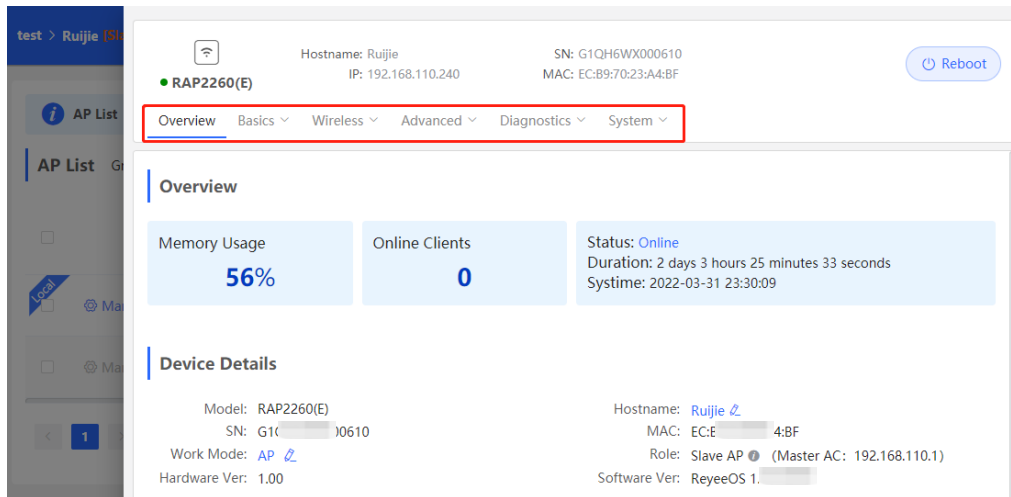 test > Ruijie [Sla
Hostname: Ruijie
SN: G1QH6WX000610
Reboot
RAP2260(E)
IP: 192.168.110.240
MAC: EC:B9:70:23:A4:BF
AP List
Overview Basics Wireless Advanced Diagnostics System
AP List
Overview
Memory Usage
56%
Online Clients
0
Status: Online
Duration: 2 days 3 hours 25 minutes 33 seconds
Systime: 2022-03-31 23:30:09
Local
Device Details
Model: RAP2260(E)
Hostname: Ruijie
SN: G1 0610
MAC: EC: 4:BF
Work Mode: AP
Role: Slave AP (Master AC: 192.168.110.1)
1
Hardware Ver: 1.00
Software Ver: ReyeeOS 1.